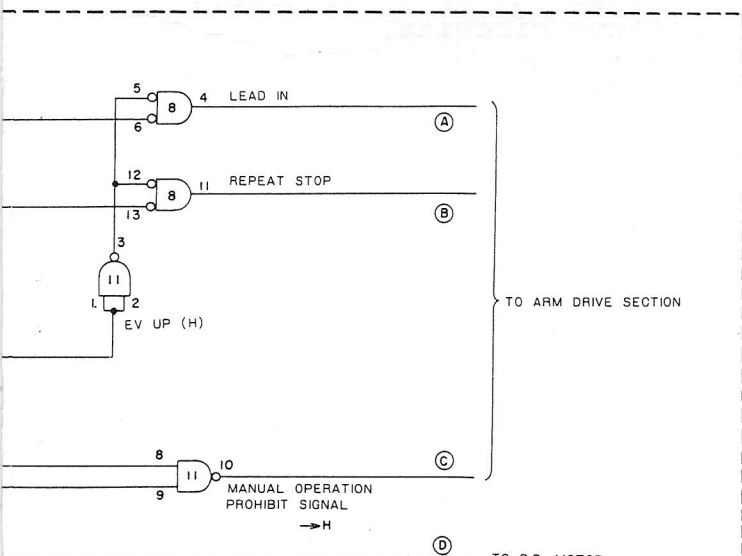 5
8
4 LEAD IN
6
A
12
8
11 REPEAT STOP
13
B
3
11
1. 2
EV UP (H)
TO ARM DRIVE SECTION
8
11
10
9
C
MANUAL OPERATION
PROHIBIT SIGNAL
→H
D